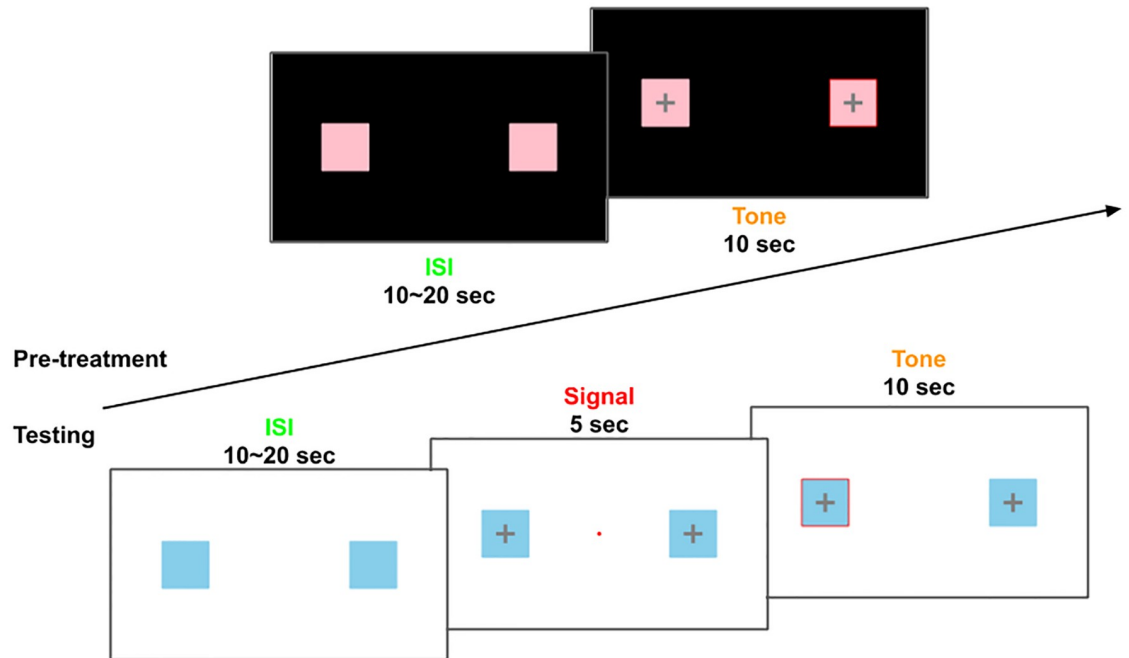 Tone
10 sec
ISI
10~20 sec
Pre-treatment
Testing
ISI
10~20 sec
Signal
5 sec
Tone
10 sec